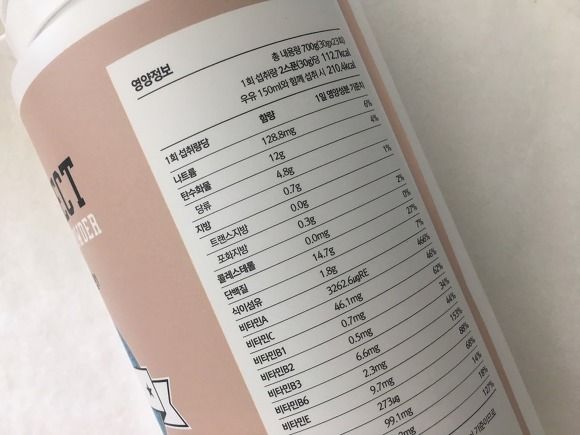 영양정보
총 내용량 700g(30gx23회)
1회 섭취량 2스푼(30g)당 112.7kcal
우유 150ml와 함께 섭취 시 210.4kcal
1회 섭취량당 함량 1일 영양성분 기준치
나트륨 128.8mg 6%
탄수화물 12g 4%
당류 4.8g
지방 0.7g 1%
트랜스지방 0.0g
포화지방 0.3g 2%
콜레스테롤 0.0mg 0%
단백질 14.7g 27%
식이섬유 1.8g 7%
비타민A 3262.6㎍RE 466%
비타민C 46.1mg 46%
비타민B1 0.7mg 62%
비타민B2 0.5mg 34%
비타민B3 6.6mg 44%
비타민B6 2.3mg 153%
비타민E 9.7mg 88%
273㎍ 68%
99.1mg 14%
18%
127%
ECT